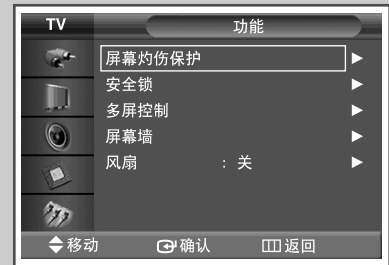 TV 功能
屏幕灼伤保护
安全锁
多屏控制
屏幕墙
风扇 : 关
移动 确认 返回